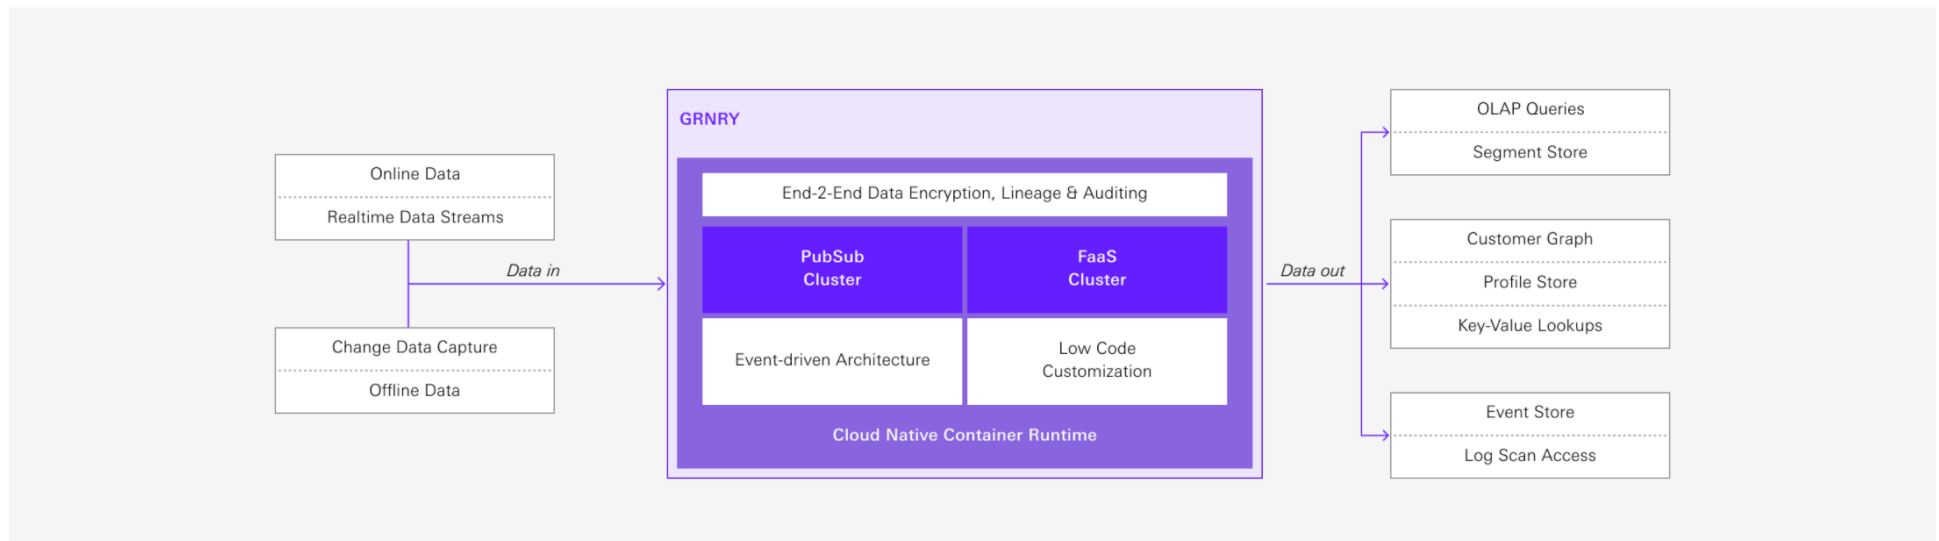 Online Data
Realtime Data Streams
Change Data Capture
Offline Data
Data in
GRNRY
End-2-End Data Encryption, Lineage & Auditing
PubSub
Cluster
FaaS
Cluster
Event-driven Architecture
Low Code
Customization
Cloud Native Container Runtime
Data out
OLAP Queries
Segment Store
Customer Graph
Profile Store
Key-Value Lookups
Event Store
Log Scan Access